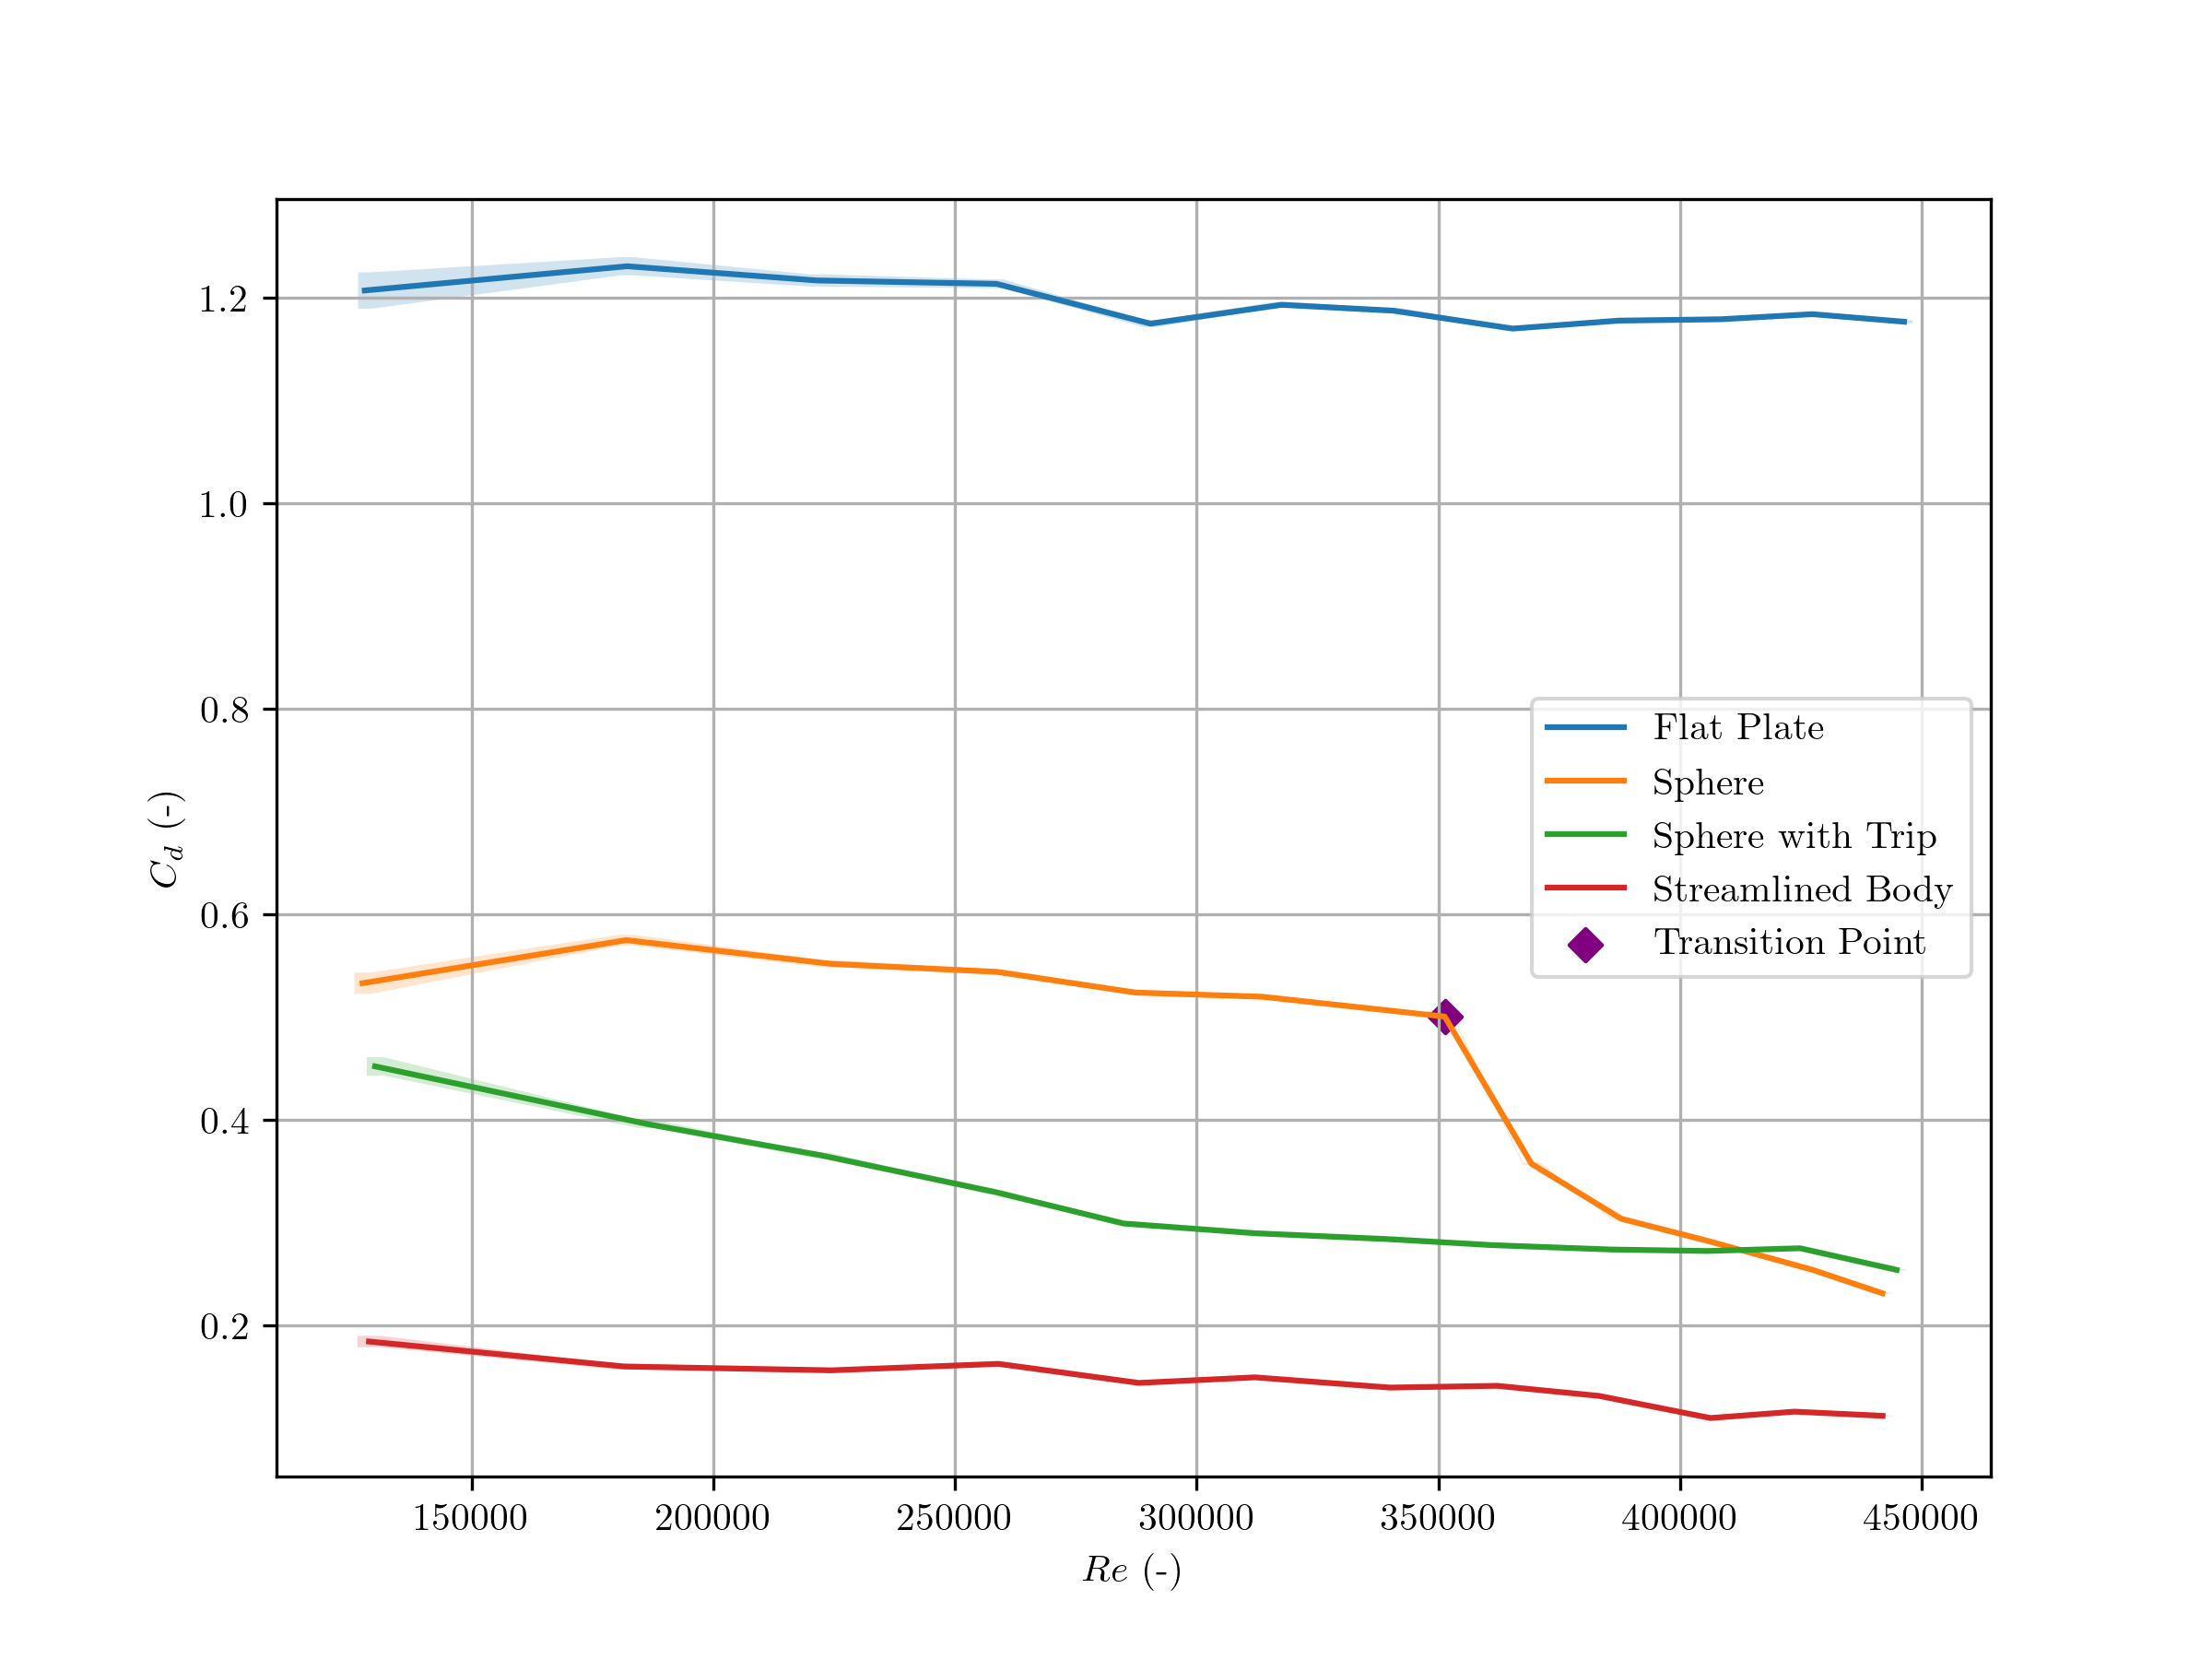 1.2
1.0
0.8
0.6
0.4
0.2
C_d (-)
Flat Plate
Sphere
Sphere with Trip
Streamlined Body
Transition Point
150000 200000 250000 300000 350000 400000 450000
Re (-)